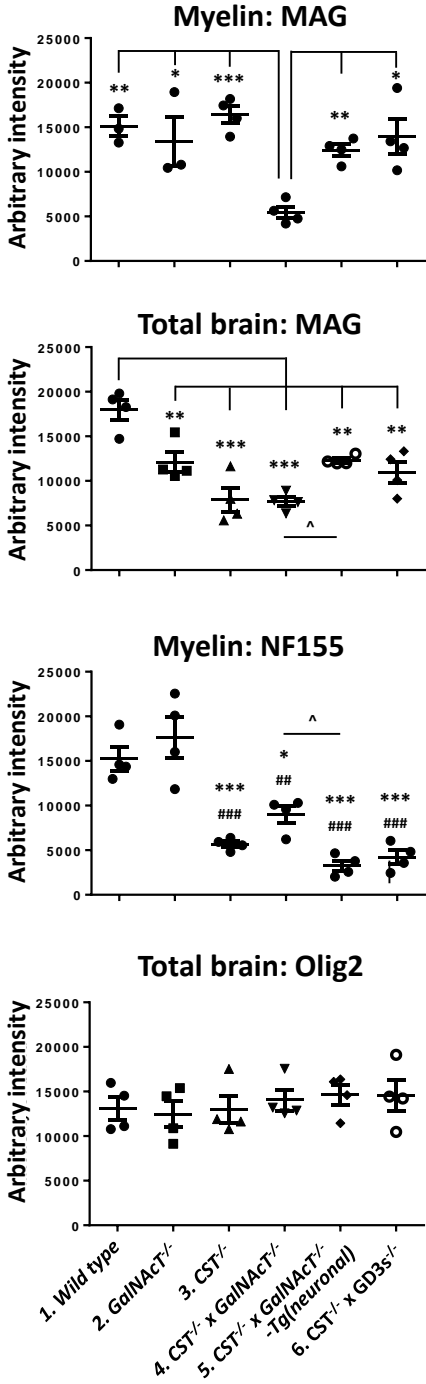 Myelin: MAG
Arbitrary intensity
25000
20000
15000
10000
5000
0
** * *** ** *
Total brain: MAG
Arbitrary intensity
25000
20000
15000
10000
5000
0
** *** *** ** **
^
Myelin: NF155
Arbitrary intensity
25000
20000
15000
10000
5000
0
^
*** * *** ***
### ## ### ###
Total brain: Olig2
Arbitrary intensity
25000
20000
15000
10000
5000
0
1. Wild type
2. GalNAcT-/-
3. CST-/-
4. CST-/- x GalNAcT-/-
5. CST-/- x GalNAcT-/-
-Tg(neuronal)
6. CST-/- x GD3s-/-